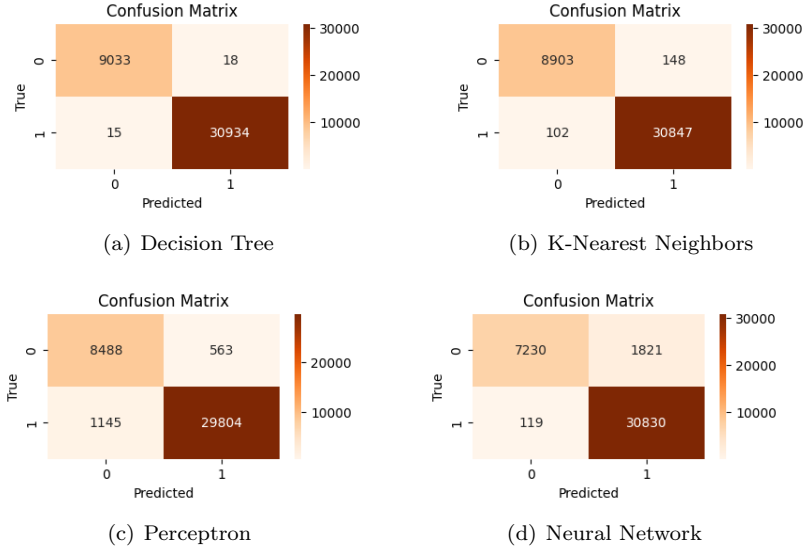 Confusion Matrix
0
9033
18
1
15
30934
0
1
True
Predicted
30000
20000
10000
(a) Decision Tree
Confusion Matrix
0
8903
148
1
102
30847
0
1
True
Predicted
30000
20000
10000
(b) K-Nearest Neighbors
Confusion Matrix
0
8488
563
1
1145
29804
0
1
True
Predicted
20000
10000
(c) Perceptron
Confusion Matrix
0
7230
1821
1
119
30830
0
1
True
Predicted
30000
20000
10000
(d) Neural Network